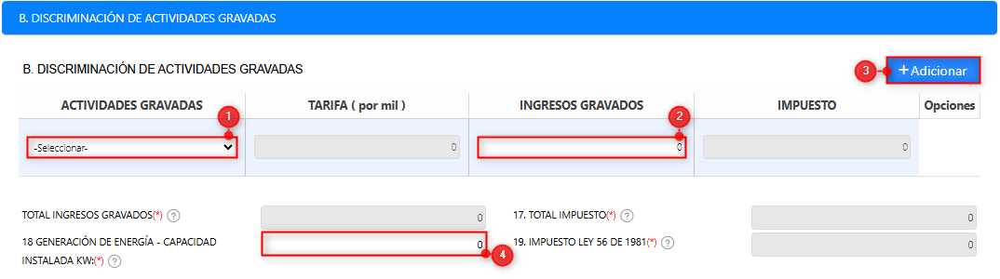 B. DISCRIMINACIÓN DE ACTIVIDADES GRAVADAS
B. DISCRIMINACIÓN DE ACTIVIDADES GRAVADAS
3
+Adicionar
ACTIVIDADES GRAVADAS TARIFA ( por mil ) INGRESOS GRAVADOS IMPUESTO Opciones
1 2
-Seleccionar- 0 0 0
TOTAL INGRESOS GRAVADOS(*) ? 0 17. TOTAL IMPUESTO(*) ? 0
18 GENERACIÓN DE ENERGÍA - CAPACIDAD 0 19. IMPUESTO LEY 56 DE 1981(*) ? 0
INSTALADA KW:(*) ? 4